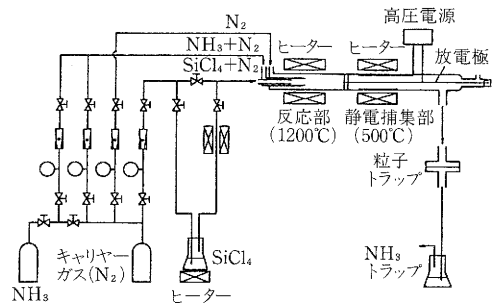 高圧電源
N₂
NH₃+N₂
SiCl₄+N₂
ヒーター
ヒーター
放電極
反応部
(1200℃)
静電捕集部
(500℃)
粒子
トラップ
NH₃
キャリヤー
ガス(N₂)
SiCl₄
ヒーター
NH₃
トラップ